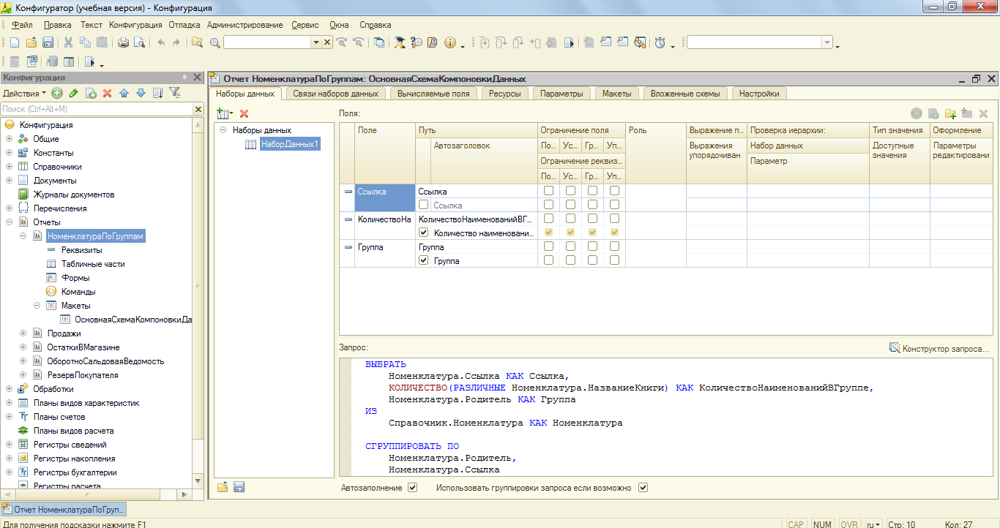 Конфигуратор (учебная версия) - Конфигурация
Файл Правка Текст Конфигурация Отладка Администрирование Сервис Окна Справка
Конфигурация
Действия
Поиск (Ctrl+Alt+M)
Конфигурация
Общие
Константы
Справочники
Документы
Журналы документов
Перечисления
Отчеты
НоменклатураПоГруппам
Реквизиты
Табличные части
Формы
Команды
Макеты
ОсновнаяСхемаКомпоновкиДа
Продажи
ОстаткиВМагазине
ОборотноСальдоваяВедомость
РезервПокупателя
Обработки
Планы видов характеристик
Планы счетов
Планы видов расчета
Регистры сведений
Регистры накопления
Регистры бухгалтерии
Регистры расчета
Отчет НоменклатураПоГруппам: ОсновнаяСхемаКомпоновкиДанных
Наборы данных Связи наборов данных Вычисляемые поля Ресурсы Параметры Макеты Вложенные схемы Настройки
Наборы данных
НаборДанных1
Поля:
Поле Путь Ограничение поля Роль Выражение п... Проверка иерархии: Тип значения Оформление
Автозаголовок По... Ус... Гр... Уп... Выражения упорядочиван Набор данных Доступные значения Параметры редактировани
Ограничение реквиз... Параметр
По... Ус... Гр... Уп...
Ссылка Ссылка
Ссылка
КоличествоНа КоличествоНаименованийВГ...
Количество наименовани...
Группа Группа
Группа
Запрос: Конструктор запроса...
ВЫБРАТЬ
Номенклатура.Ссылка КАК Ссылка,
КОЛИЧЕСТВО(РАЗЛИЧНЫЕ Номенклатура.НазваниеКниги) КАК КоличествоНаименованийВГруппе,
Номенклатура.Родитель КАК Группа
ИЗ
Справочник.Номенклатура КАК Номенклатура
СГРУППИРОВАТЬ ПО
Номенклатура.Родитель,
Номенклатура.Ссылка
Автозаполнение Использовать группировки запроса если возможно
Отчет НоменклатураПоГруп...
Для получения подсказки нажмите F1 CAP NUM OVR ru Стр: 10 Кол: 27